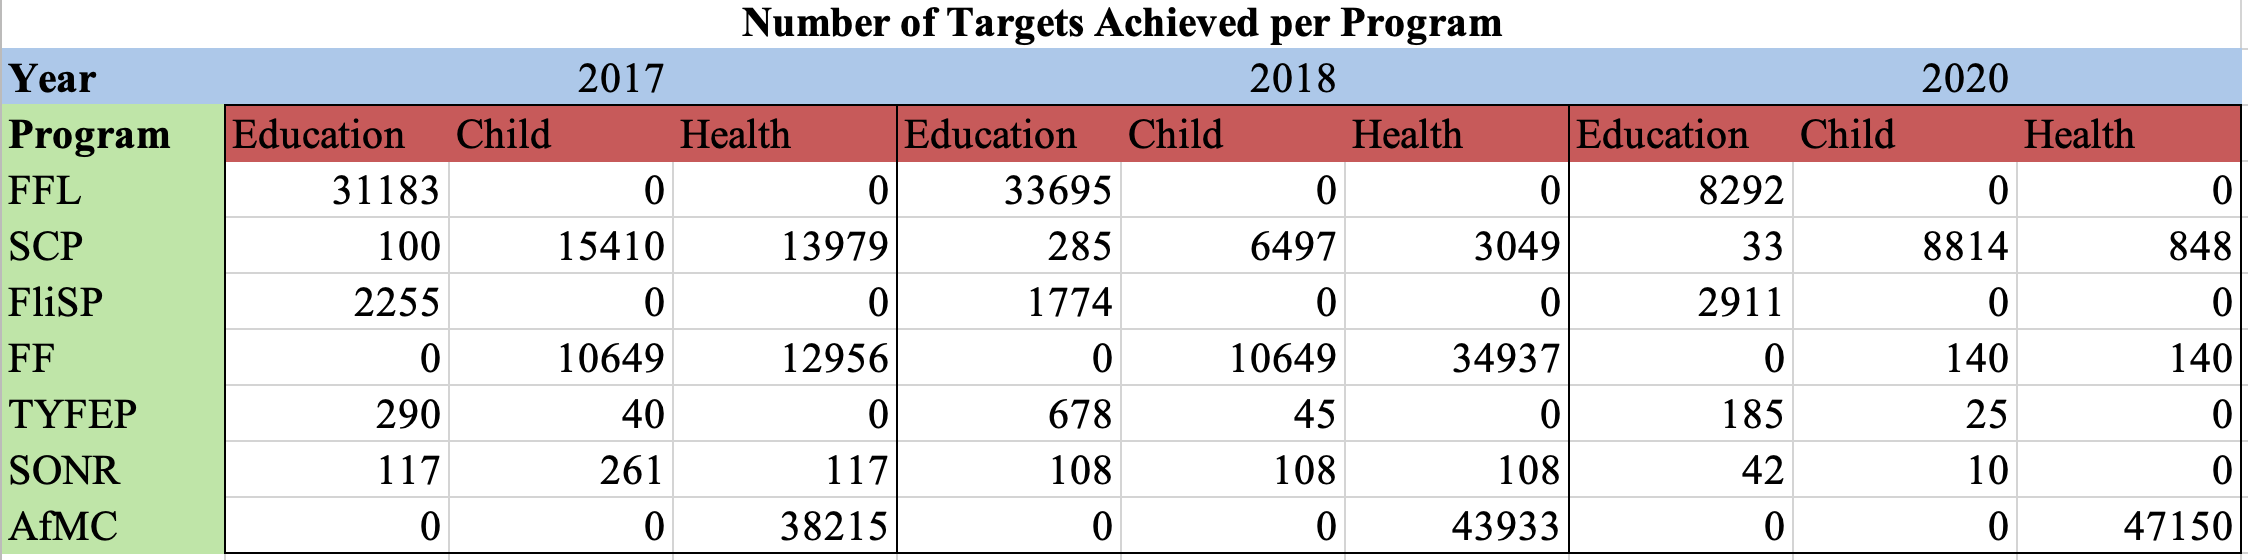 Number of Targets Achieved per Program
Year 2017 2018 2020
Program Education Child Health Education Child Health Education Child Health
FFL 31183 0 0 33695 0 0 8292 0 0
SCP 100 15410 13979 285 6497 3049 33 8814 848
FliSP 2255 0 0 1774 0 0 2911 0 0
FF 0 10649 12956 0 10649 34937 0 140 140
TYFEP 290 40 0 678 45 0 185 25 0
SONR 117 261 117 108 108 108 42 10 0
AfMC 0 0 38215 0 0 43933 0 0 47150